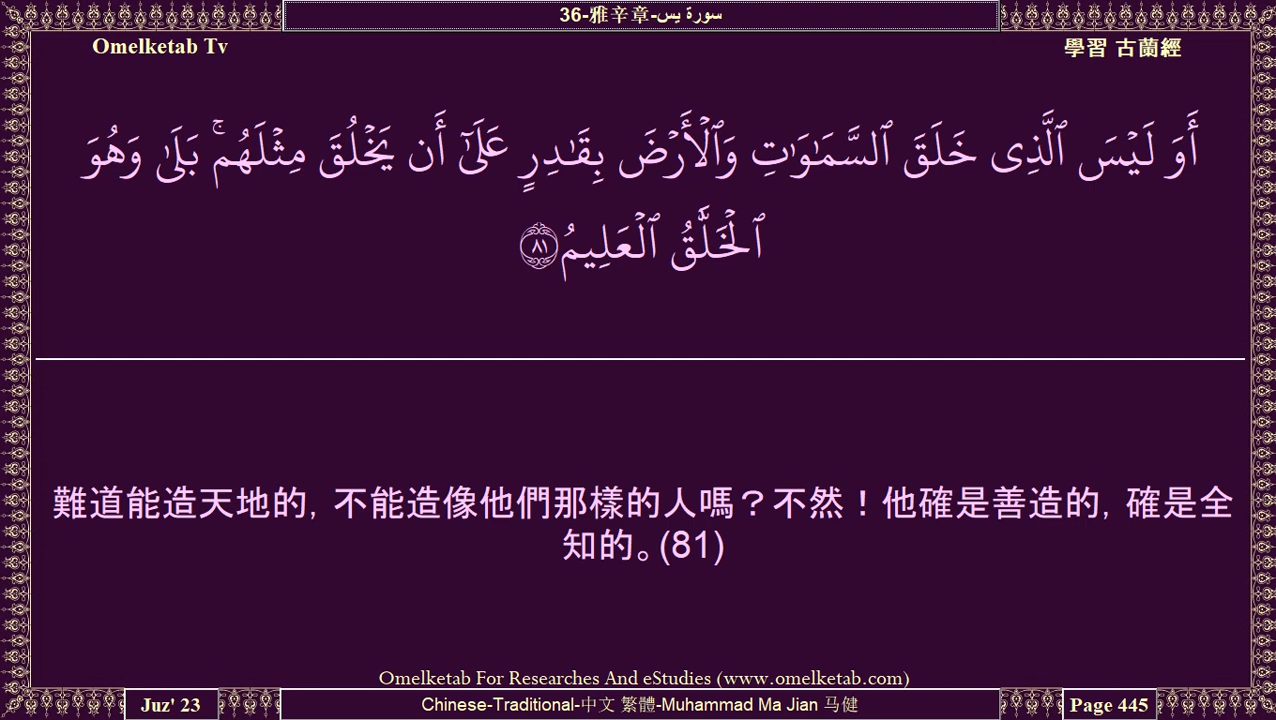 36-雅辛章-سورة يس
Omelketab Tv
學習 古蘭經
أَوَ لَيۡسَ ٱلَّذِى خَلَقَ ٱلسَّمَـٰوَٰتِ وَٱلۡأَرۡضَ بِقَـٰدِرٍ عَلَىٰٓ أَن يَخۡلُقَ مِثۡلَهُمۚ بَلَىٰ وَهُوَ
ٱلۡخَلَّـٰقُ ٱلۡعَلِيمُ ٨١
難道能造天地的, 不能造像他們那樣的人嗎？不然！他確是善造的, 確是全
知的。(81)
Omelketab For Researches And eStudies (www.omelketab.com)
Juz' 23
Chinese-Traditional-中文 繁體-Muhammad Ma Jian 马健
Page 445